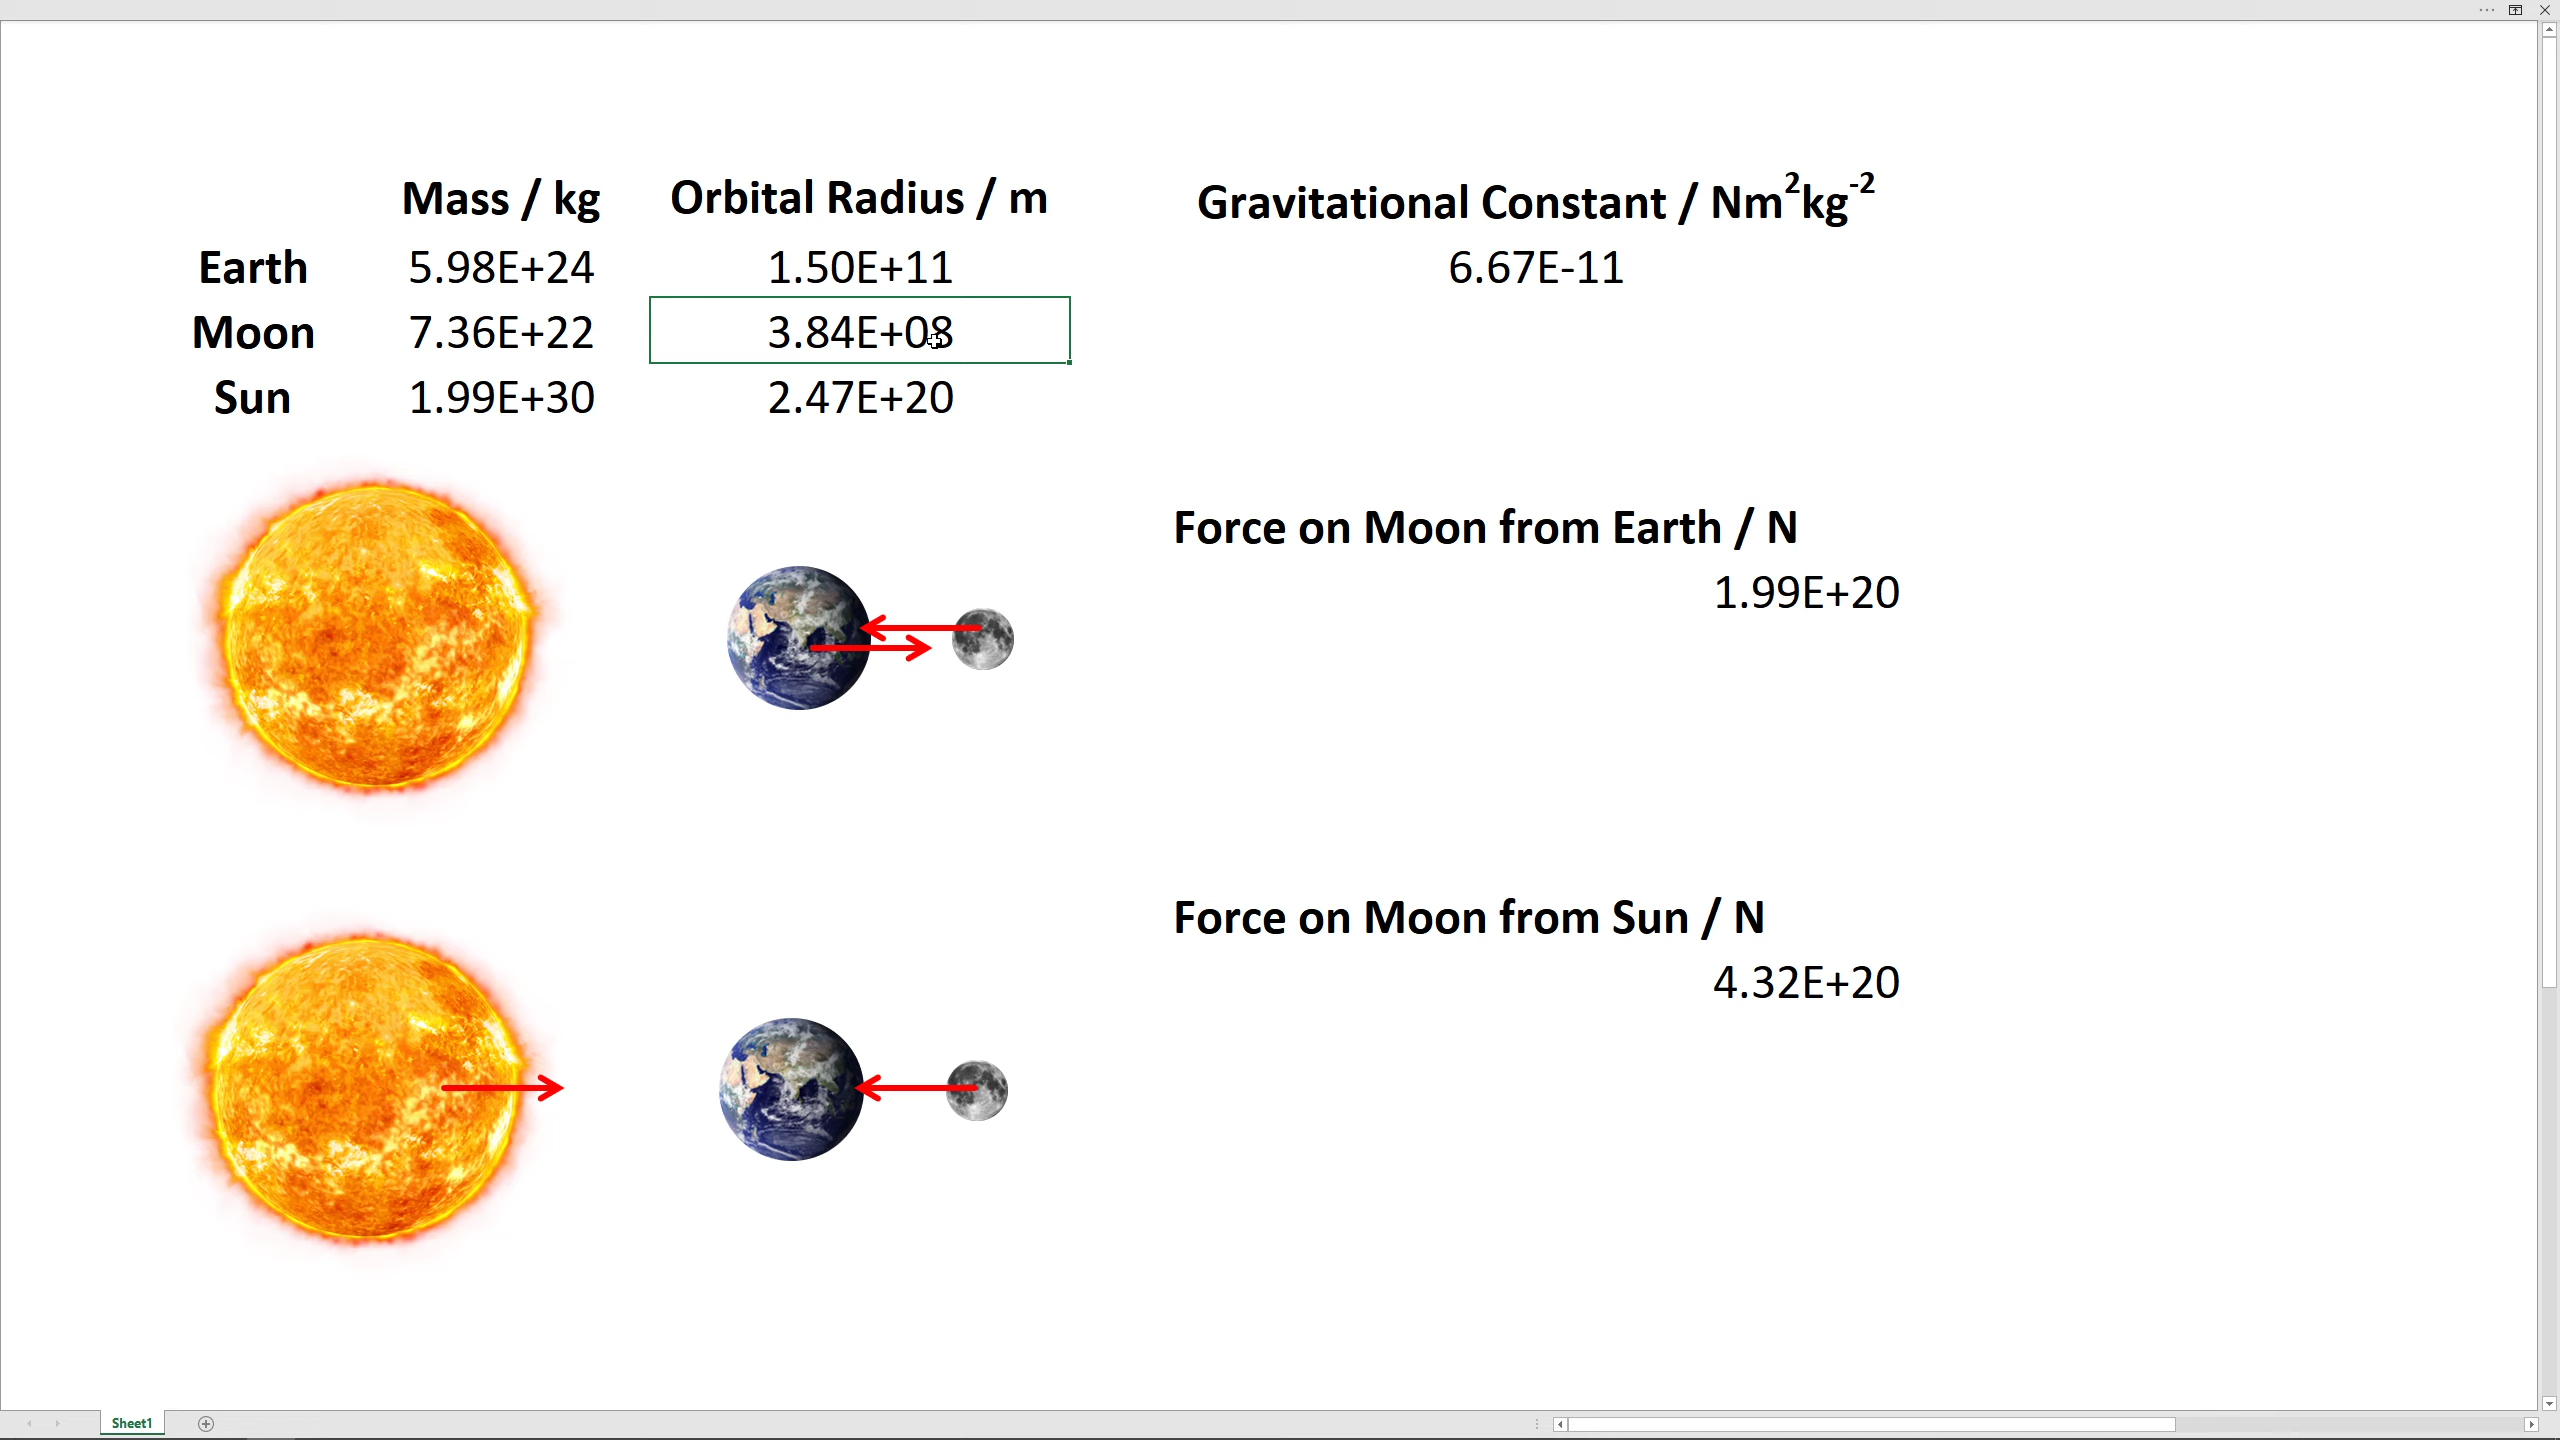 Mass / kg Orbital Radius / m Gravitational Constant / Nm²kg⁻²
Earth 5.98E+24 1.50E+11 6.67E-11
Moon 7.36E+22 3.84E+08
Sun 1.99E+30 2.47E+20
Force on Moon from Earth / N
1.99E+20
Force on Moon from Sun / N
4.32E+20
Sheet1